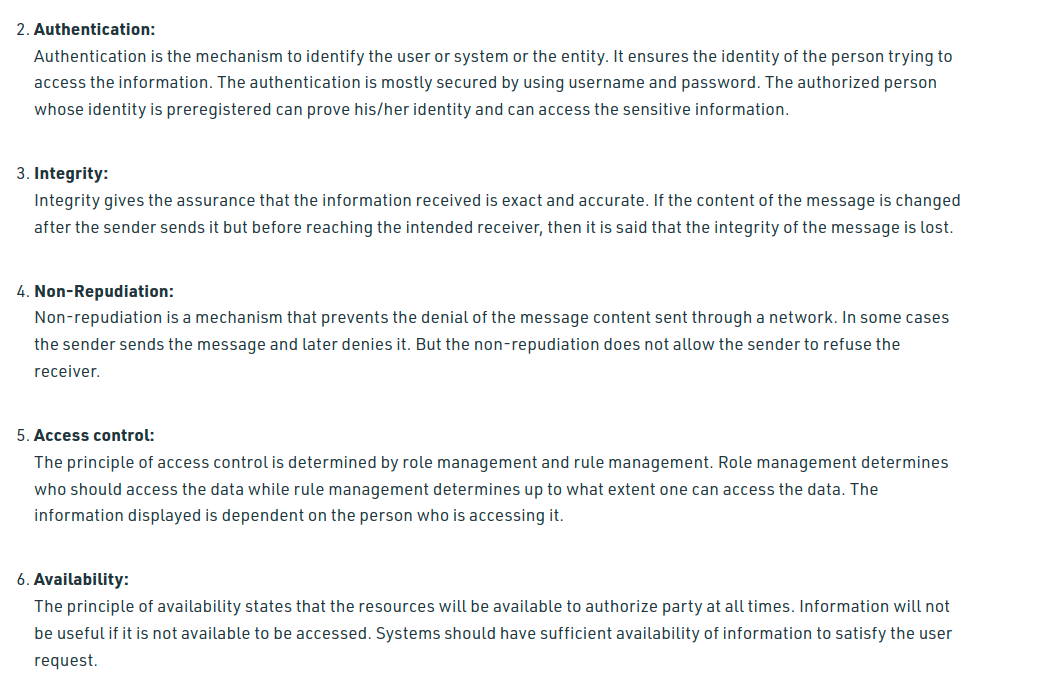 2. Authentication:
Authentication is the mechanism to identify the user or system or the entity. It ensures the identity of the person trying to
access the information. The authentication is mostly secured by using username and password. The authorized person
whose identity is preregistered can prove his/her identity and can access the sensitive information.
3. Integrity:
Integrity gives the assurance that the information received is exact and accurate. If the content of the message is changed
after the sender sends it but before reaching the intended receiver, then it is said that the integrity of the message is lost.
4. Non-Repudiation:
Non-repudiation is a mechanism that prevents the denial of the message content sent through a network. In some cases
the sender sends the message and later denies it. But the non-repudiation does not allow the sender to refuse the
receiver.
5. Access control:
The principle of access control is determined by role management and rule management. Role management determines
who should access the data while rule management determines up to what extent one can access the data. The
information displayed is dependent on the person who is accessing it.
6. Availability:
The principle of availability states that the resources will be available to authorize party at all times. Information will not
be useful if it is not available to be accessed. Systems should have sufficient availability of information to satisfy the user
request.